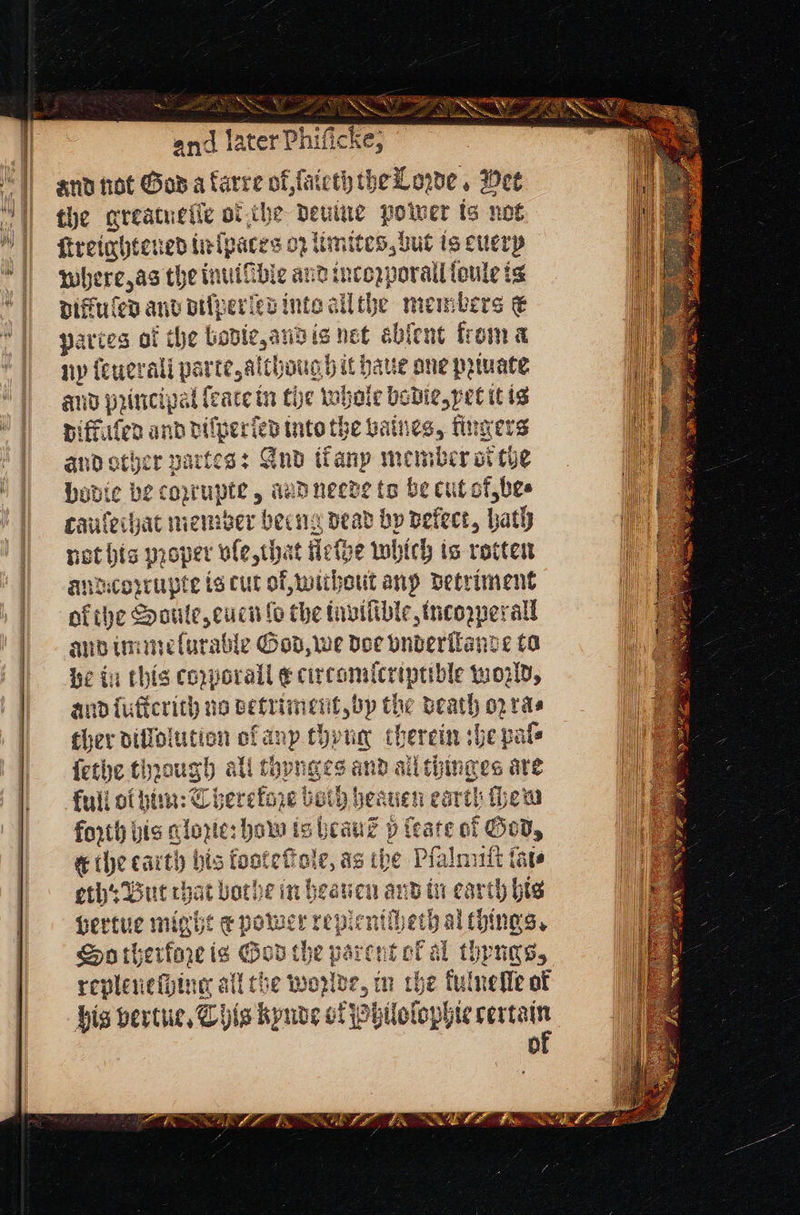 and later Phiſicke,
and not God a farre of, ſaieth the Lorde. Yet
the greatneſſe of the deuine power is not
ſtreightened in ſpaces or limites, but is euery
where, as the inuiſible and incorporall ſoule is
diffuſed and diſperſed into all the members &
partes of the bodie, and is not abſent from a
ny ſeuerall parte, although it haue one priuate
and principal ſeate in the whole bodie, yet it is
diffuſed and diſperſed into the vaines, fingers
and other partes: And if any member of the
bodie be corrupte, and neede to be cut of, be-
cauſe that member beeng dead by defect, hath
not his proper vſe, that fleſhe which is rotten
and corrupte is cut of, without any detriment
of the Soule, euen ſo the inuiſible, incorperall
and immeſurable God, we doe vnderſtande to
be in this corporall & circomſcriptible world,
and ſuffcrith no detriment, by the death or ra-
ther diſſolution of any thyng therein: he paſ-
ſethe through all thynges and all thinges are
full of him: Therefore both heauen earth ſhew
forth his glorie: how is heauē yͤ ſeate of God,
& the earth his footeſtole, as the Pſalmiſt ſai-
eth? But that bothe in heauen and in earth his
vertue might & power repleniſheth al things.
So therfore is God the parent of al thyngs,
repleneſhing all the worlde, in the fulneſſe of
his vertue. This kynde of Philoſophie certain
of